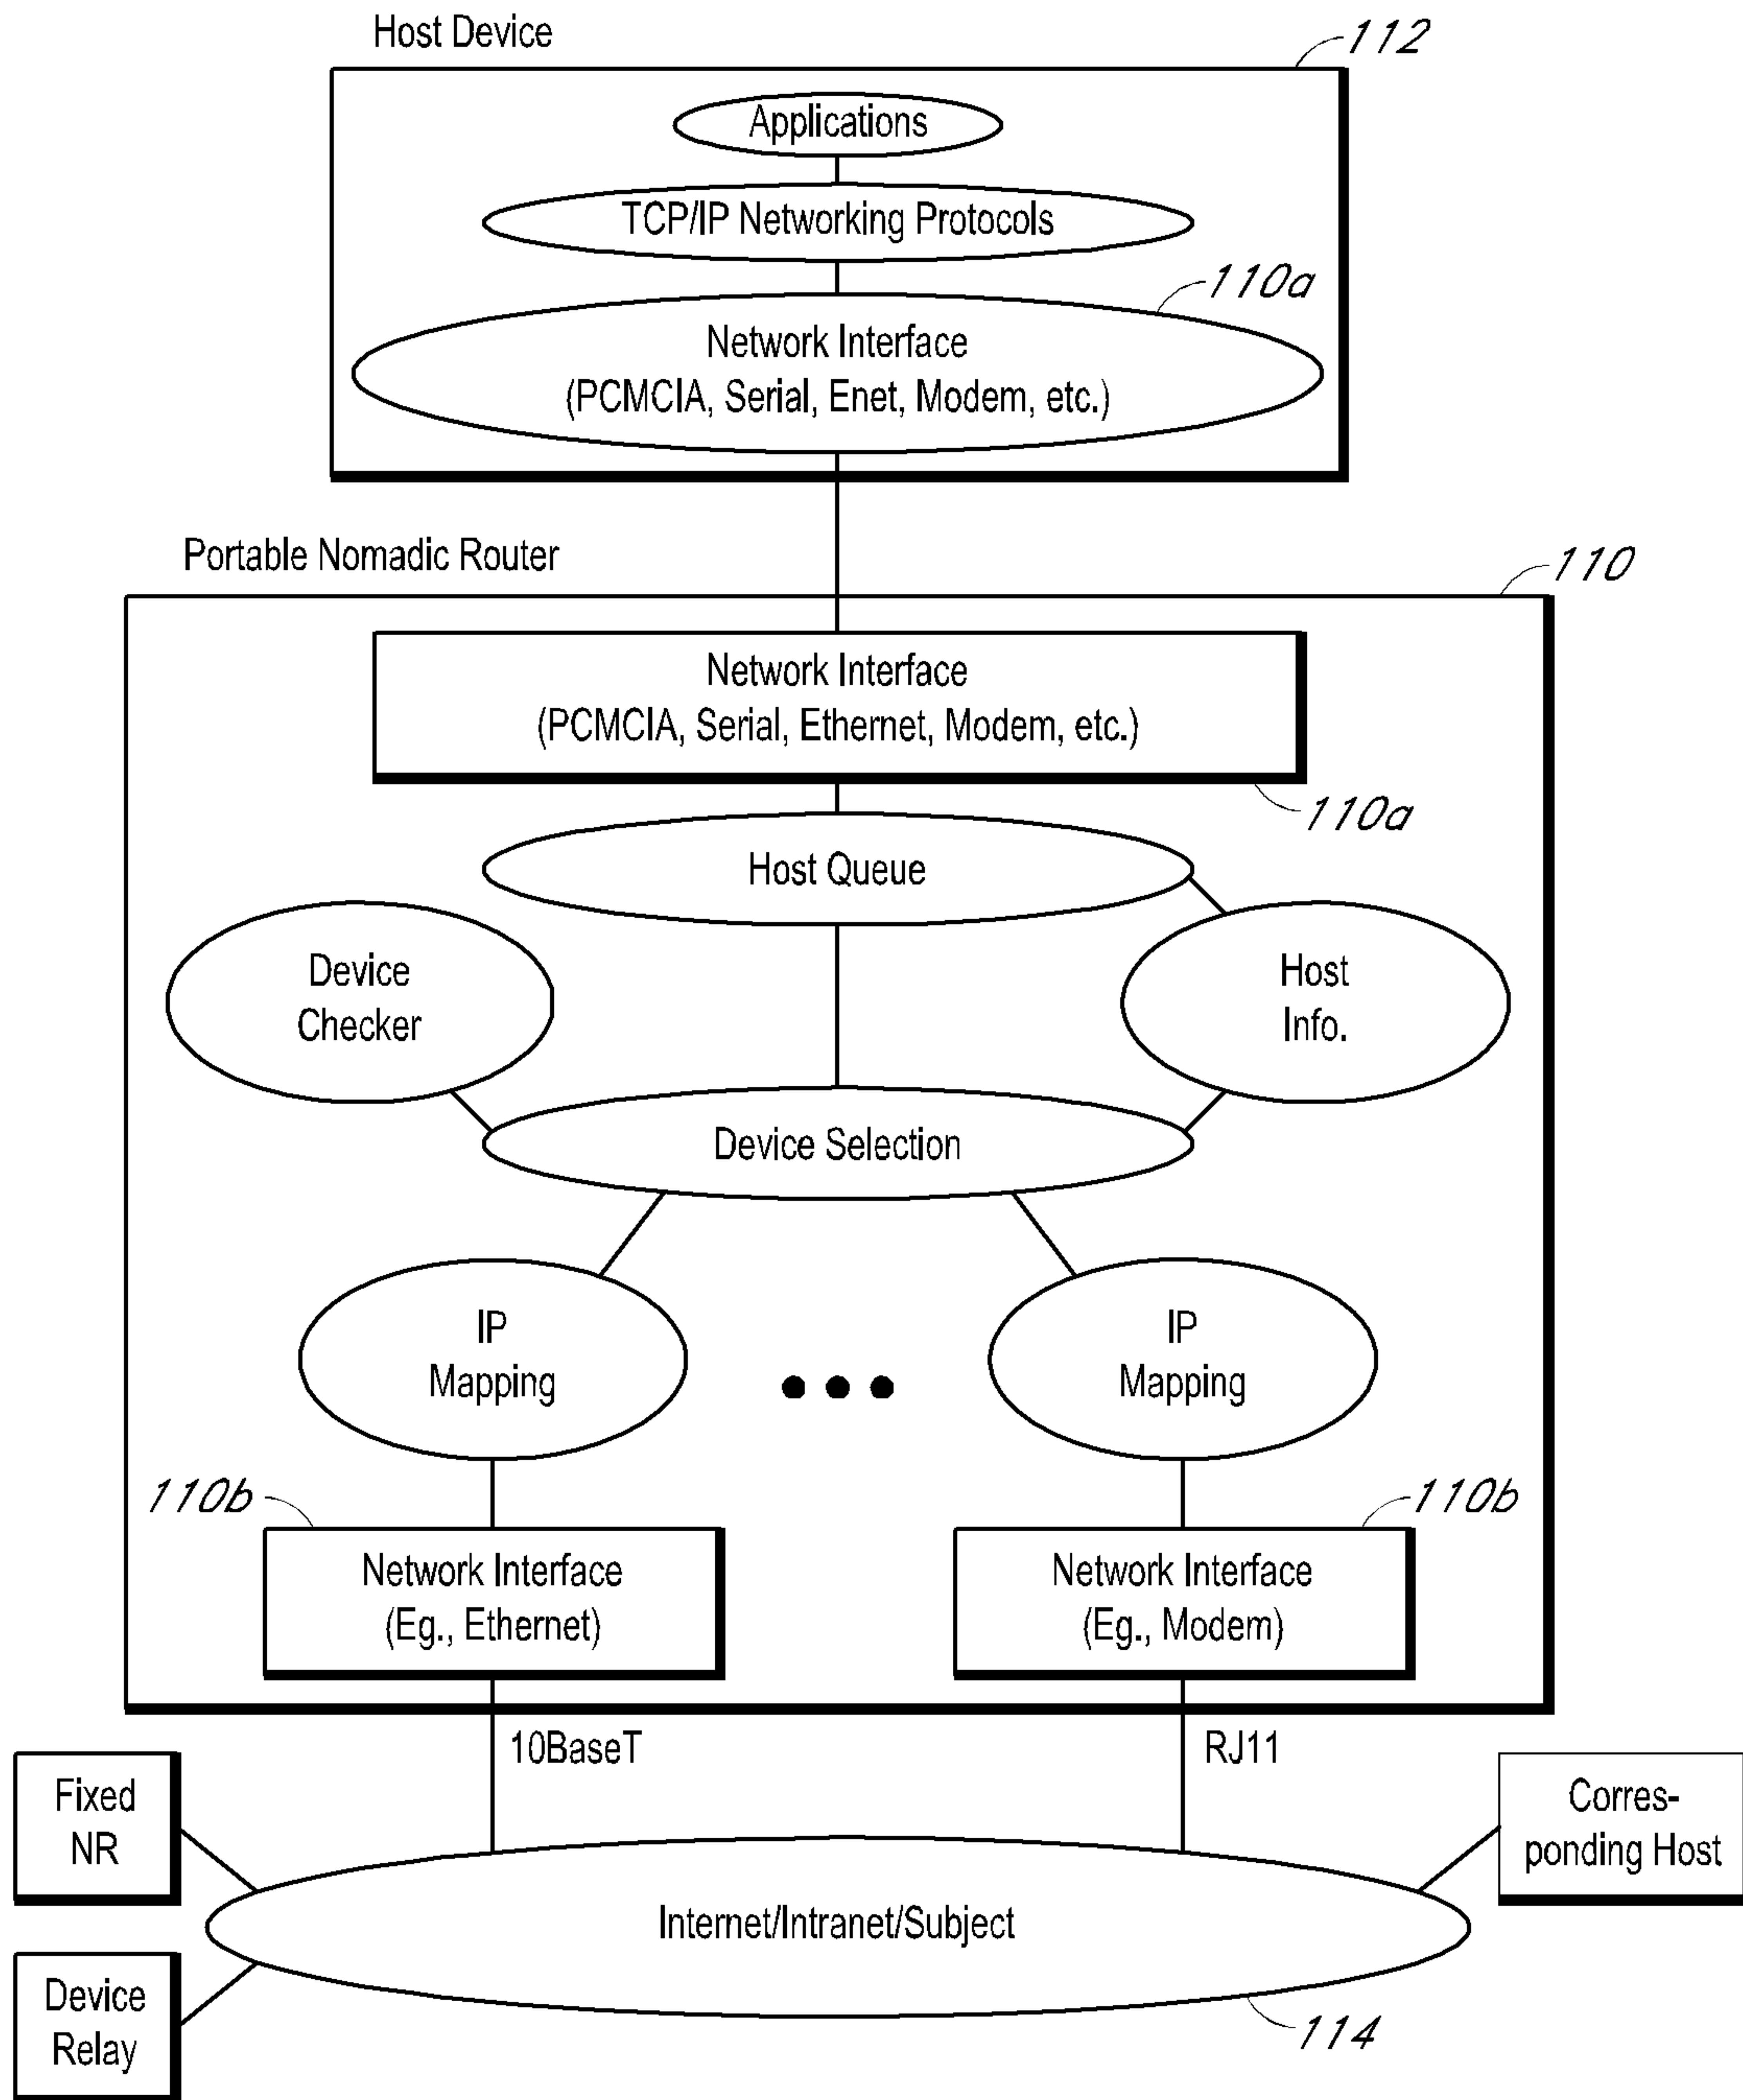 Host Device
112
Applications
TCP/IP Networking Protocols
110a
Network Interface
(PCMCIA, Serial, Enet, Modem, etc.)
Portable Nomadic Router
110
Network Interface
(PCMCIA, Serial, Ethernet, Modem, etc.)
110a
Host Queue
Device
Checker
Host
Info.
Device Selection
IP
Mapping
IP
Mapping
110b
110b
Network Interface
(Eg., Ethernet)
Network Interface
(Eg., Modem)
10BaseT
RJ11
Fixed
NR
Corres-
ponding Host
Internet/Intranet/Subject
Device
Relay
114